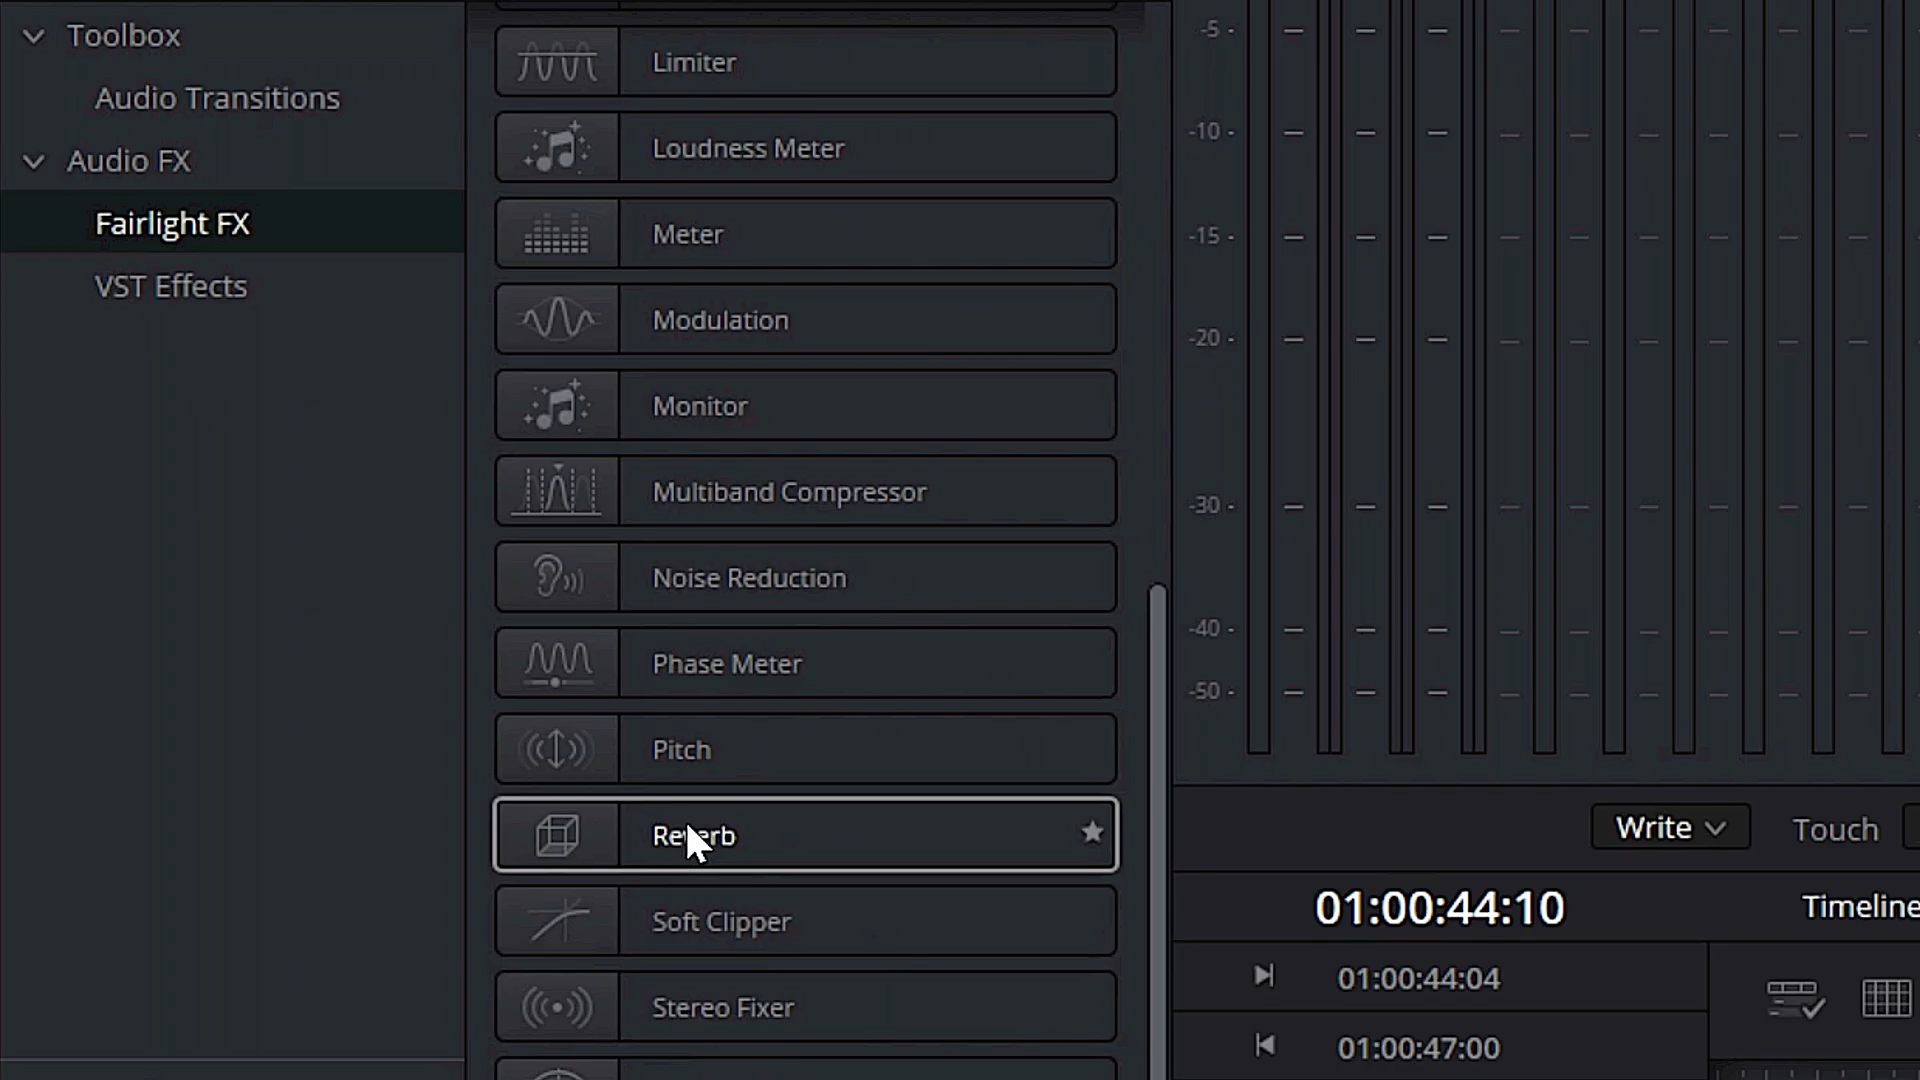 Toolbox
Audio Transitions
Audio FX
Fairlight FX
VST Effects
Limiter
Loudness Meter
Meter
Modulation
Monitor
Multiband Compressor
Noise Reduction
Phase Meter
Pitch
Reverb
Soft Clipper
Stereo Fixer
-5 -
-10 -
-15 -
-20 -
-30 -
-40 -
-50 -
Write
Touch
01:00:44:10
Timeline
01:00:44:04
01:00:47:00